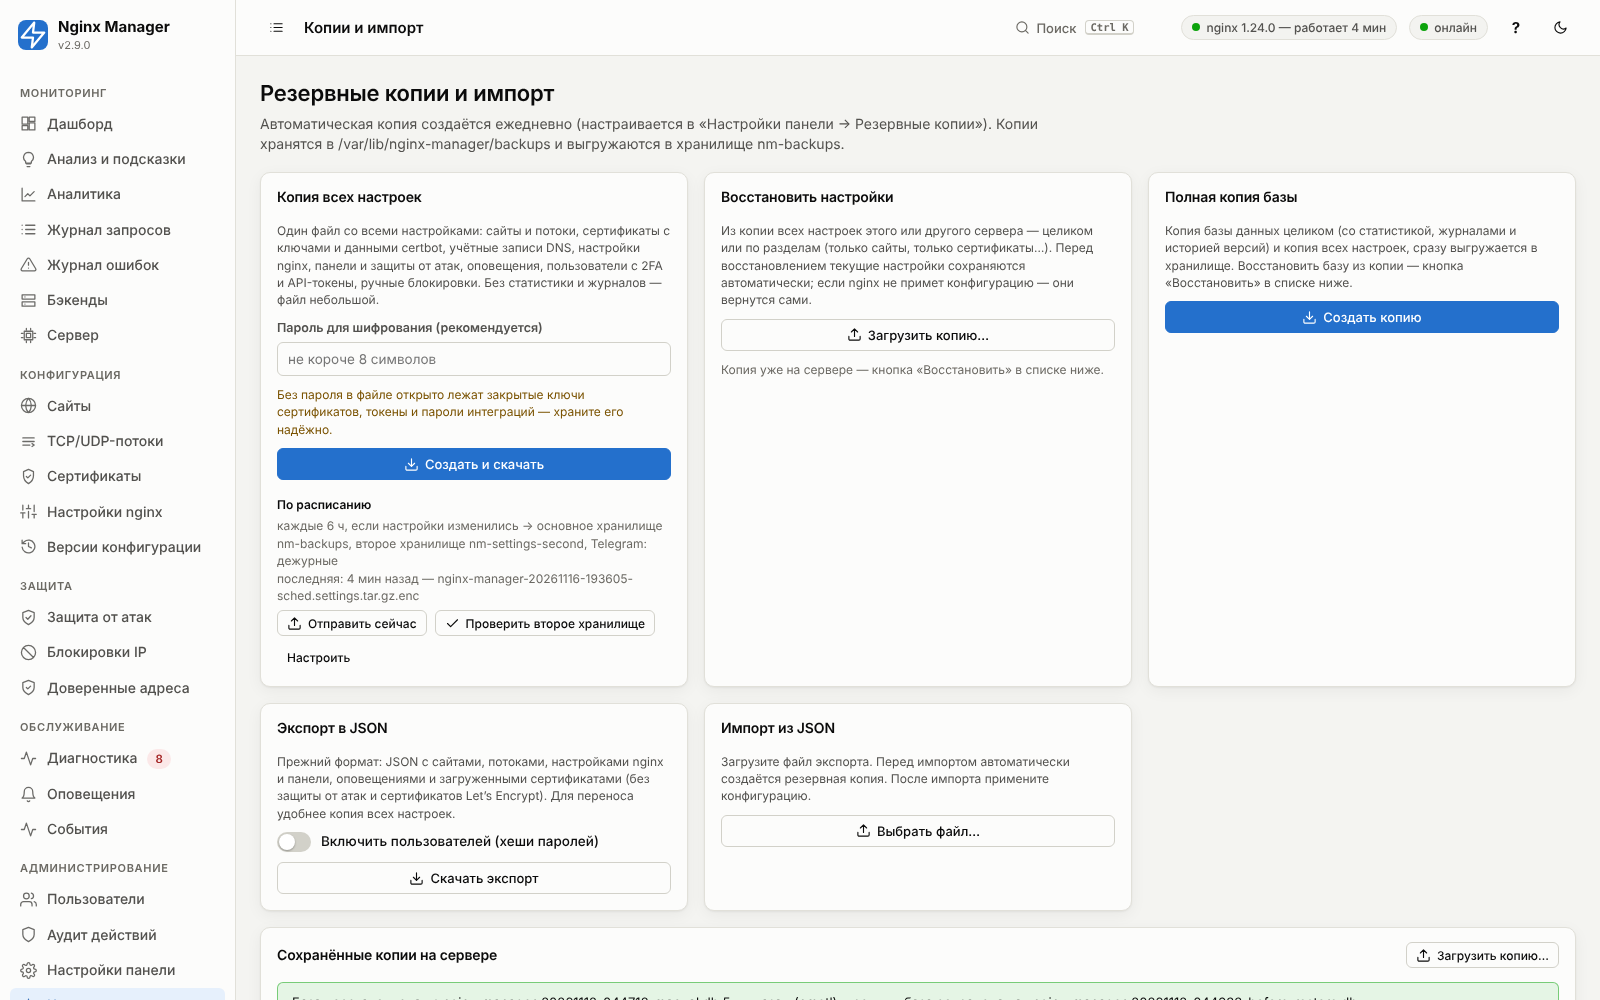 Nginx Manager
v2.9.0
МОНИТОРИНГ
Дашборд
Анализ и подсказки
Аналитика
Журнал запросов
Журнал ошибок
Бэкенды
Сервер
КОНФИГУРАЦИЯ
Сайты
TCP/UDP-потоки
Сертификаты
Настройки nginx
Версии конфигурации
ЗАЩИТА
Защита от атак
Блокировки IP
Доверенные адреса
ОБСЛУЖИВАНИЕ
Диагностика 8
Оповещения
События
АДМИНИСТРИРОВАНИЕ
Пользователи
Аудит действий
Настройки панели
Копии и импорт
Поиск Ctrl K
nginx 1.24.0 — работает 4 мин
онлайн
?
Резервные копии и импорт
Автоматическая копия создаётся ежедневно (настраивается в «Настройки панели → Резервные копии»). Копии
хранятся в /var/lib/nginx-manager/backups и выгружаются в хранилище nm-backups.
Копия всех настроек
Один файл со всеми настройками: сайты и потоки, сертификаты с
ключами и данными certbot, учётные записи DNS, настройки
nginx, панели и защиты от атак, оповещения, пользователи с 2FA
и API-токены, ручные блокировки. Без статистики и журналов —
файл небольшой.
Пароль для шифрования (рекомендуется)
не короче 8 символов
Без пароля в файле открыто лежат закрытые ключи
сертификатов, токены и пароли интеграций — храните его
надёжно.
Создать и скачать
По расписанию
каждые 6 ч, если настройки изменились → основное хранилище
nm-backups, второе хранилище nm-settings-second, Telegram:
дежурные
последняя: 4 мин назад — nginx-manager-20261116-193605-
sched.settings.tar.gz.enc
Отправить сейчас
Проверить второе хранилище
Настроить
Восстановить настройки
Из копии всех настроек этого или другого сервера — целиком
или по разделам (только сайты, только сертификаты…). Перед
восстановлением текущие настройки сохраняются
автоматически; если nginx не примет конфигурацию — они
вернутся сами.
Загрузить копию…
Копия уже на сервере — кнопка «Восстановить» в списке ниже.
Полная копия базы
Копия базы данных целиком (со статистикой, журналами и
историей версий) и копия всех настроек, сразу выгружается в
хранилище. Восстановить базу из копии — кнопка
«Восстановить» в списке ниже.
Создать копию
Экспорт в JSON
Прежний формат: JSON с сайтами, потоками, настройками nginx
и панели, оповещениями и загруженными сертификатами (без
защиты от атак и сертификатов Let's Encrypt). Для переноса
удобнее копия всех настроек.
Включить пользователей (хеши паролей)
Скачать экспорт
Импорт из JSON
Загрузите файл экспорта. Перед импортом автоматически
создаётся резервная копия. После импорта примените
конфигурацию.
Выбрать файл…
Сохранённые копии на сервере
Загрузить копию…